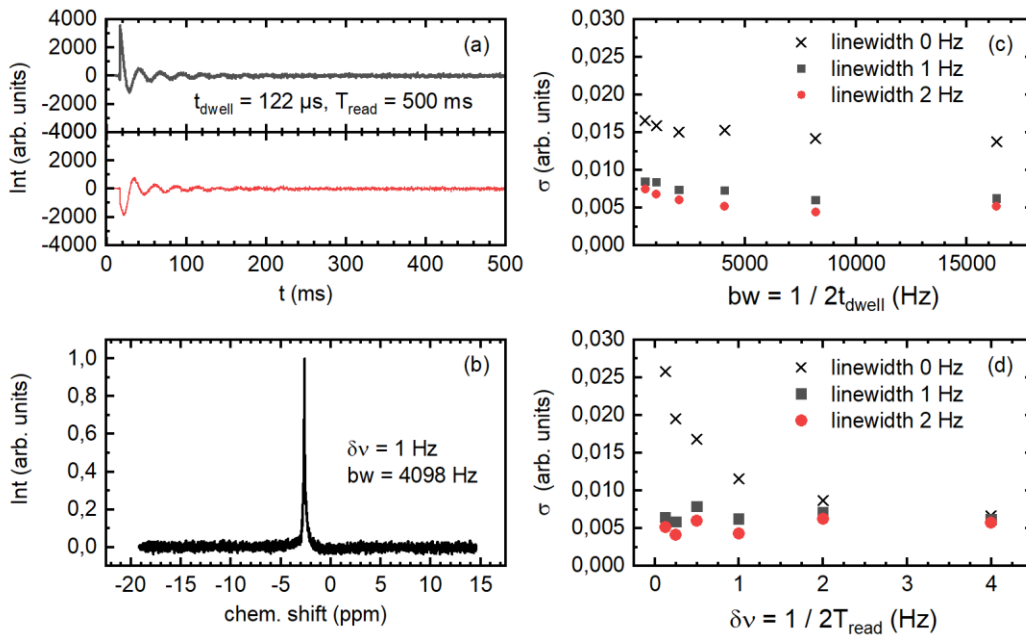 4000
2000
0
-2000
-4000
2000
0
-2000
-4000
Int (arb. units)
(a)
t_dwell = 122 µs, T_read = 500 ms
0 100 200 300 400 500
t (ms)
0,030
0,025
0,020
0,015
0,010
0,005
0,000
σ (arb. units)
(c)
linewidth 0 Hz
linewidth 1 Hz
linewidth 2 Hz
5000 10000 15000
bw = 1 / 2t_dwell (Hz)
1,0
0,8
0,6
0,4
0,2
0,0
Int (arb. units)
(b)
δν = 1 Hz
bw = 4098 Hz
-20 -15 -10 -5 0 5 10 15
chem. shift (ppm)
0,030
0,025
0,020
0,015
0,010
0,005
0,000
σ (arb. units)
(d)
linewidth 0 Hz
linewidth 1 Hz
linewidth 2 Hz
0 1 2 3 4
δν = 1 / 2T_read (Hz)